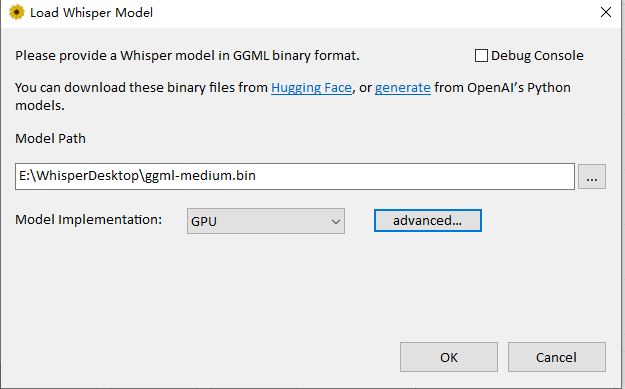 Load Whisper Model
Please provide a Whisper model in GGML binary format.
Debug Console
You can download these binary files from Hugging Face, or generate from OpenAI's Python
models.
Model Path
E:\WhisperDesktop\ggml-medium.bin
...
Model Implementation:
GPU
advanced...
OK
Cancel